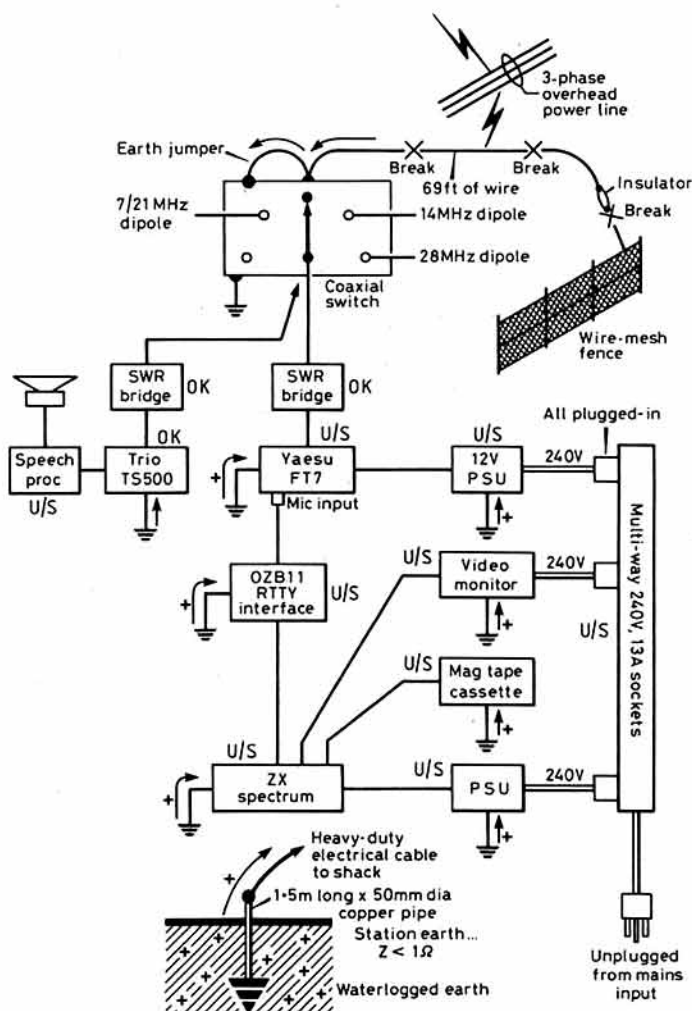 3-phase
overhead
power line
Earth jumper
Break
Break
69ft of wire
Insulator
Break
7/21 MHz
dipole
14MHz dipole
28MHz dipole
Coaxial
switch
Wire-mesh
fence
SWR
bridge
OK
SWR
bridge
OK
All plugged-in
Speech
proc
U/S
OK
Trio
TS500
U/S
Yaesu
FT7
+
Mic input
U/S
12V
PSU
+
240V
OZB11
RTTY
interface
U/S
+
U/S
Video
monitor
+
240V
U/S
Multi-way 240V, 13A sockets
U/S
Mag tape
cassette
+
U/S
ZX
spectrum
+
U/S
PSU
+
240V
Heavy-duty
electrical cable
to shack
+
1·5m long x 50mm dia
copper pipe
Station earth...
Z < 1Ω
Waterlogged earth
+ + + + + + + +
Unplugged
from mains
input